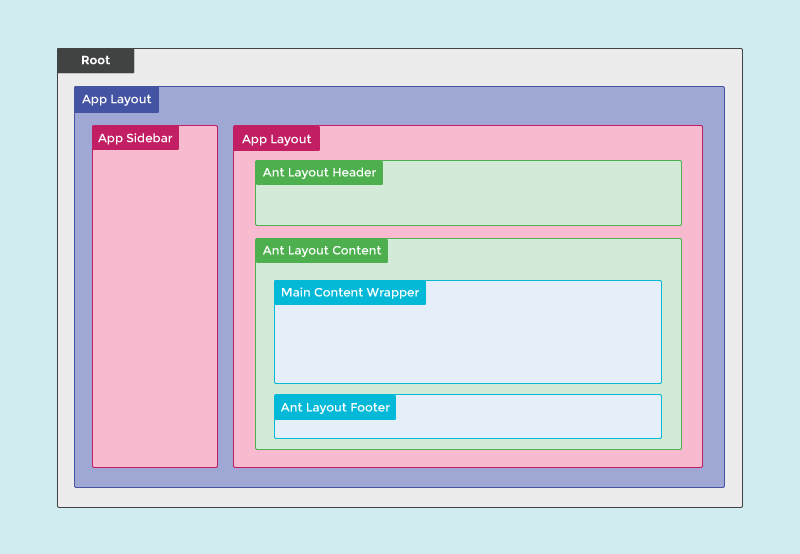 Root
App Layout
App Sidebar
App Layout
Ant Layout Header
Ant Layout Content
Main Content Wrapper
Ant Layout Footer